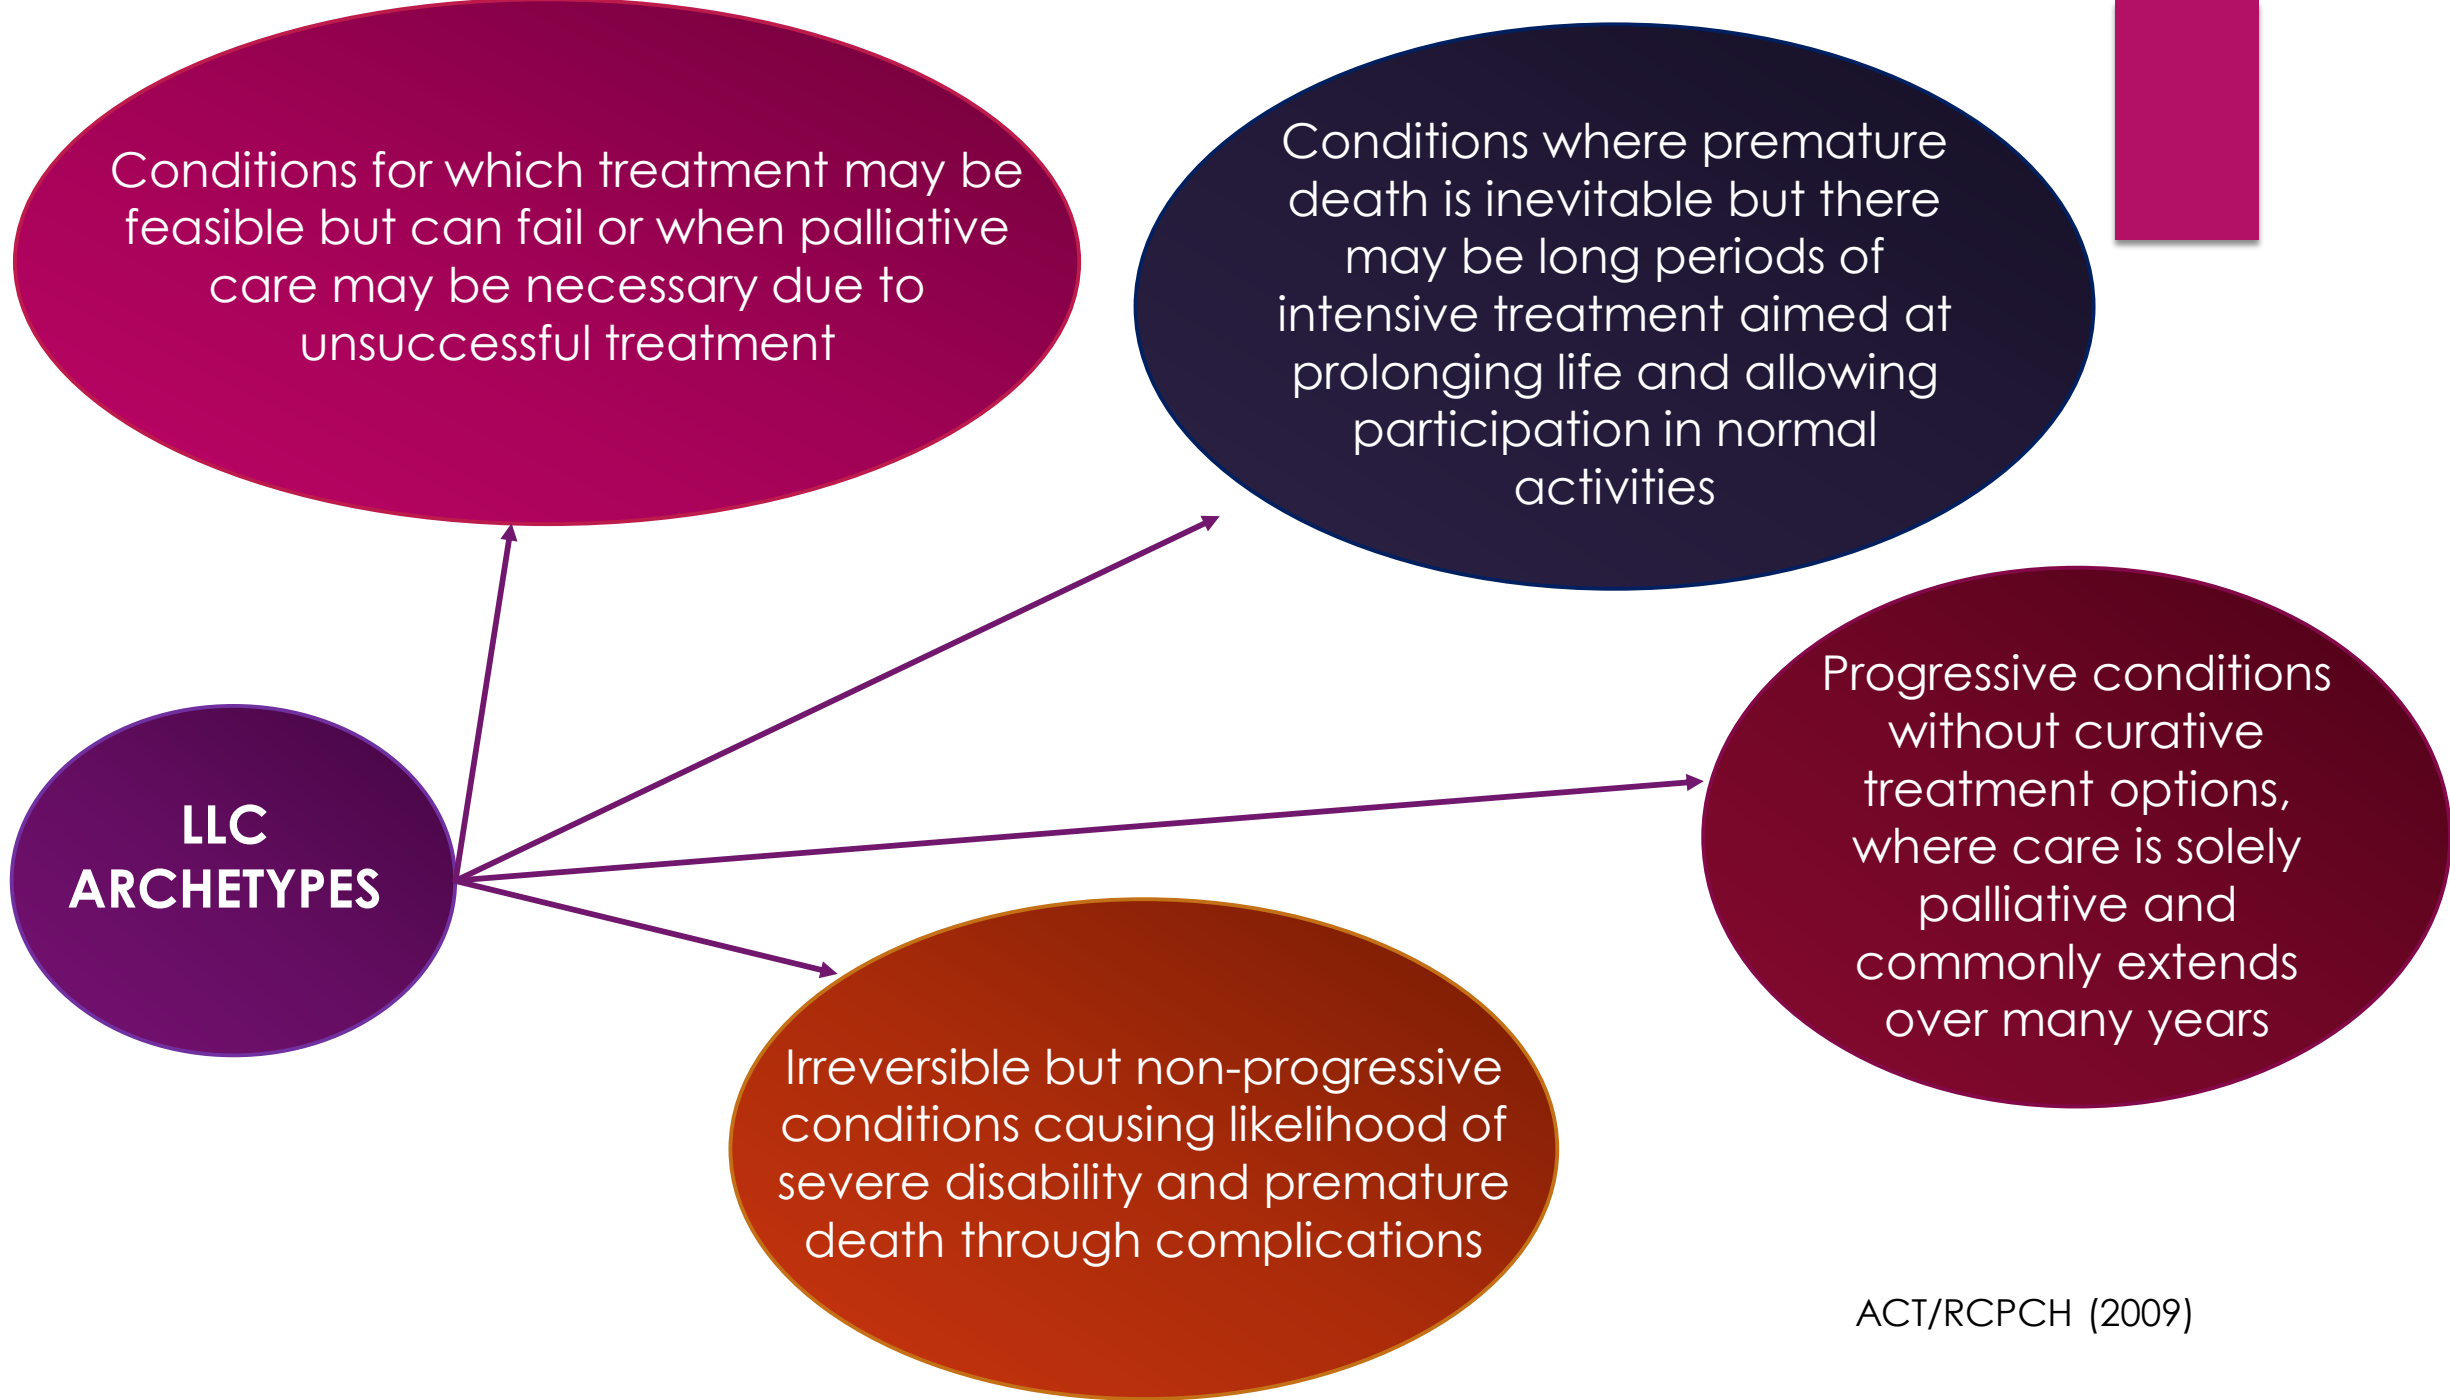 Conditions for which treatment may be
feasible but can fail or when palliative
care may be necessary due to
unsuccessful treatment
Conditions where premature
death is inevitable but there
may be long periods of
intensive treatment aimed at
prolonging life and allowing
participation in normal
activities
Progressive conditions
without curative
treatment options,
where care is solely
palliative and
commonly extends
over many years
LLC
ARCHETYPES
Irreversible but non-progressive
conditions causing likelihood of
severe disability and premature
death through complications
ACT/RCPCH (2009)